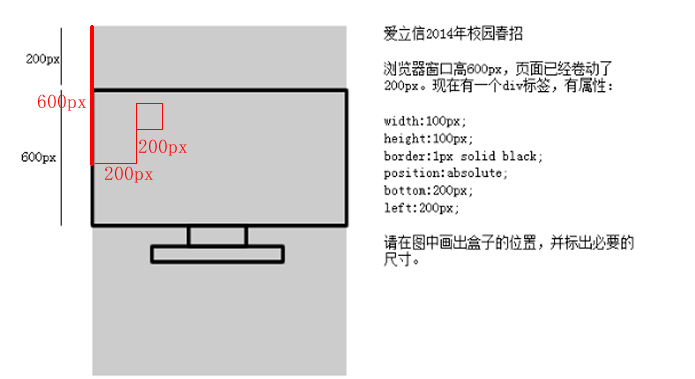 爱立信2014年校园春招
200px
浏览器窗口高600px，页面已经卷动了
200px。现在有一个div标签，有属性：
600px
width:100px;
height:100px;
200px
border:1px solid black;
600px
200px
position:absolute;
bottom:200px;
left:200px;
请在图中画出盒子的位置，并标出必要的
尺寸。